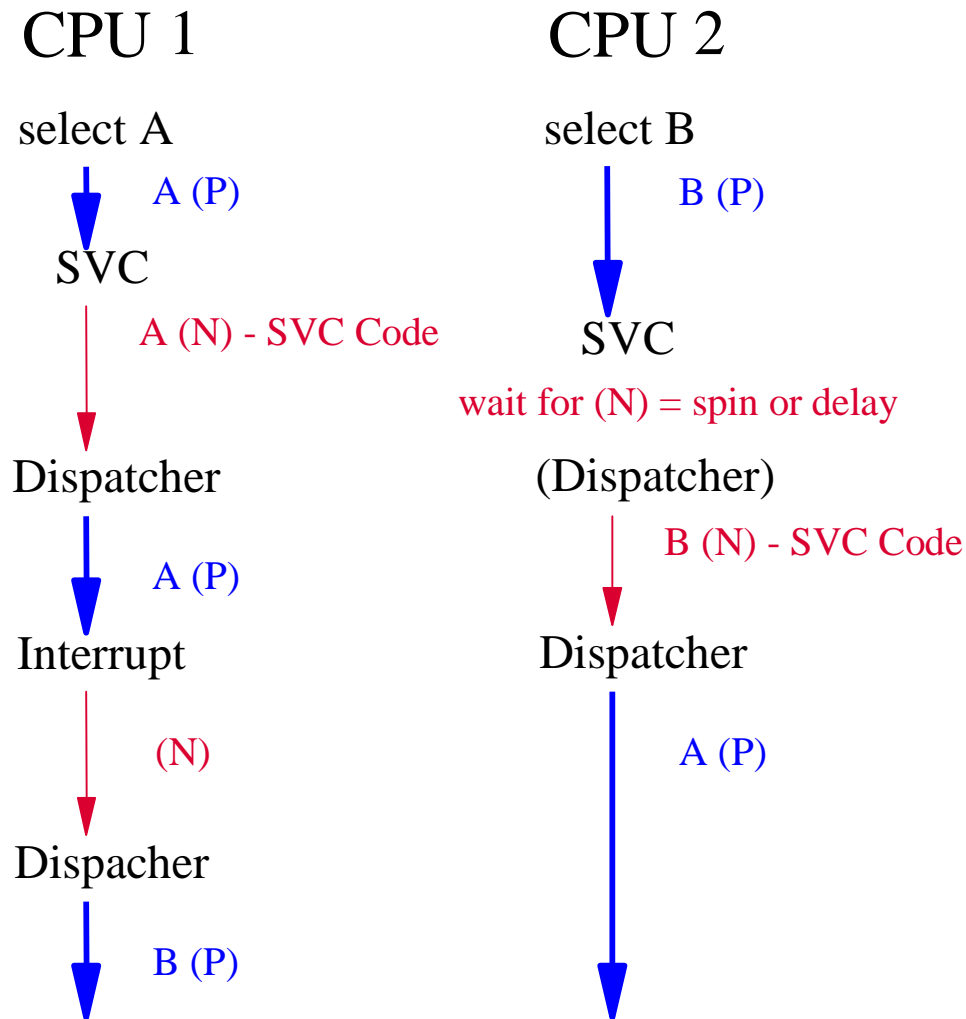 CPU 1
select A
A (P)
SVC
A (N) - SVC Code
Dispatcher
A (P)
Interrupt
(N)
Dispacher
B (P)
CPU 2
select B
B (P)
SVC
wait for (N) = spin or delay
(Dispatcher)
B (N) - SVC Code
Dispatcher
A (P)